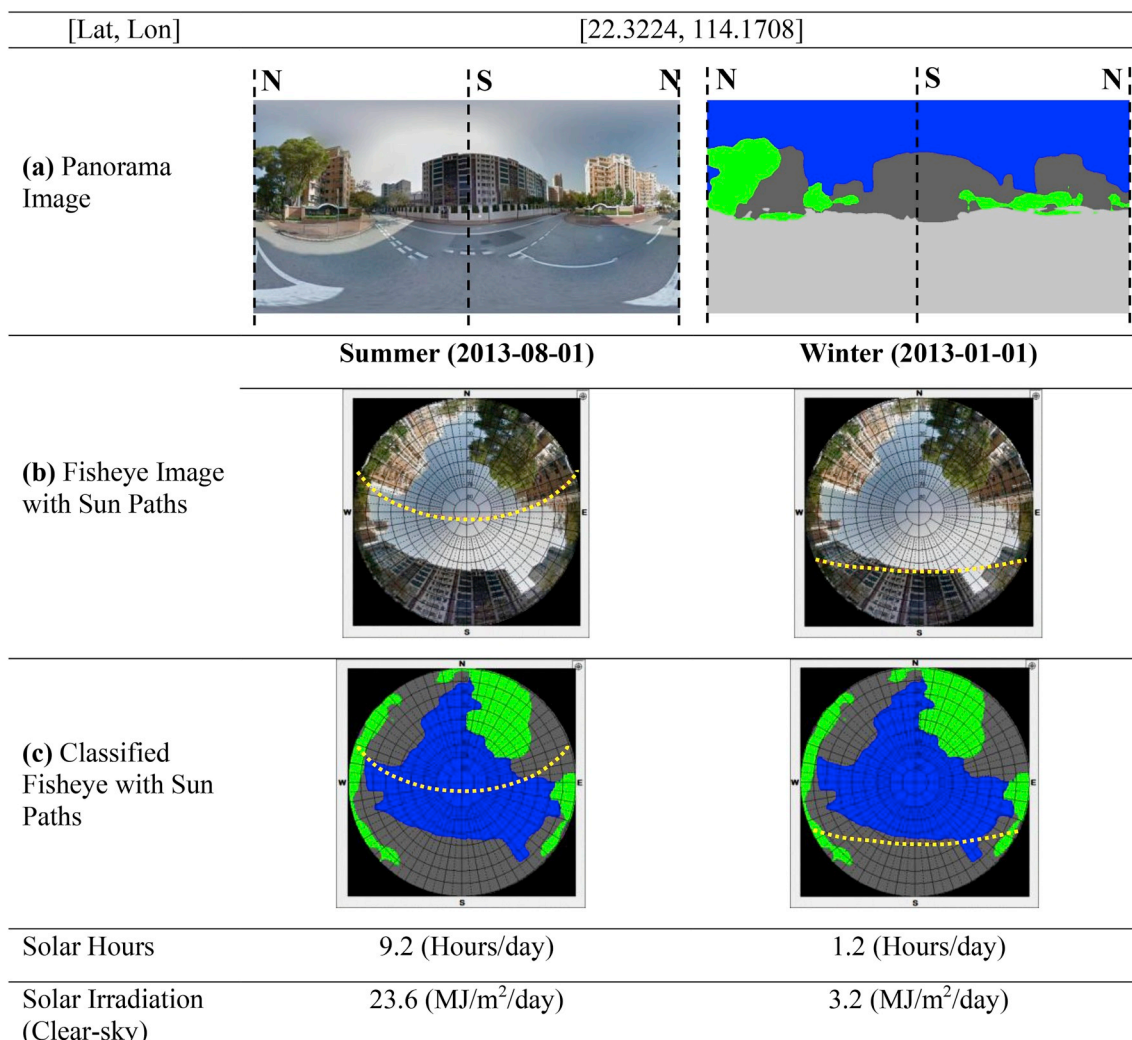 [Lat, Lon] [22.3224, 114.1708]
N S N N S N
(a) Panorama
Image
Summer (2013-08-01) Winter (2013-01-01)
N N
(b) Fisheye Image
with Sun Paths
W E W E
S S
N N
(c) Classified
Fisheye with Sun
Paths
W E W E
S S
Solar Hours 9.2 (Hours/day) 1.2 (Hours/day)
Solar Irradiation 23.6 (MJ/m²/day) 3.2 (MJ/m²/day)
(Clear-sky)